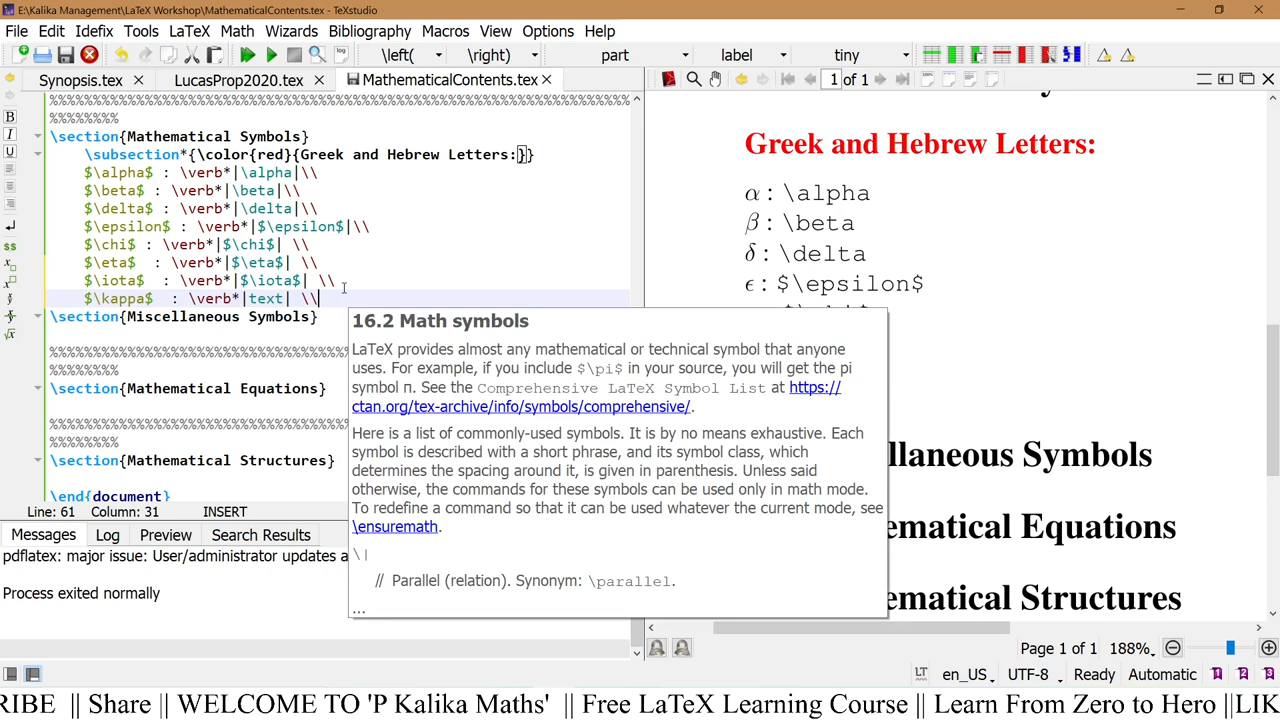 E:\Kalika Management\LaTeX Workshop\MathematicalContents.tex - TeXstudio
File Edit Idefix Tools LaTeX Math Wizards Bibliography Macros View Options Help
\left( \right) part label tiny
Synopsis.tex LucasProp2020.tex MathematicalContents.tex 1 of 1
%%%%%%%%%%%%%%%%%%%%%%%%%%%%%%%%%%%%%%%%%%%%%%%%%%%%%%%%%%%%%%%%%%%
%%%%%%%%
\section{Mathematical Symbols}
\subsection*{\color{red}{Greek and Hebrew Letters:}}
$\alpha$ : \verb*|\alpha|\\
$\beta$ : \verb*|\beta|\\
$\delta$ : \verb*|\delta|\\
$\epsilon$ : \verb*|$\epsilon$|\\
$\chi$ : \verb*|$\chi$| \\
$\eta$  : \verb*|$\eta$| \\
$\iota$  : \verb*|$\iota$| \\
$\kappa$  : \verb*|text| \\
\section{Miscellaneous Symbols}
%%%%%%%%%%%%%%%%%%%%%%%%%%%%%%%%%%
%%%%%%%%
\section{Mathematical Equations}
%%%%%%%%%%%%%%%%%%%%%%%%%%%%%%%%%%
%%%%%%%%
\section{Mathematical Structures}
\end{document}
Line: 61 Column: 31 INSERT
Messages Log Preview Search Results
pdflatex: major issue: User/administrator updates a
Process exited normally
Greek and Hebrew Letters:
α : \alpha
β : \beta
δ : \delta
ϵ : $\epsilon$
16.2 Math symbols
LaTeX provides almost any mathematical or technical symbol that anyone
uses. For example, if you include $\pi$ in your source, you will get the pi
symbol π. See the Comprehensive LaTeX Symbol List at https://
ctan.org/tex-archive/info/symbols/comprehensive/.
Here is a list of commonly-used symbols. It is by no means exhaustive. Each
symbol is described with a short phrase, and its symbol class, which
determines the spacing around it, is given in parenthesis. Unless said
otherwise, the commands for these symbols can be used only in math mode.
To redefine a command so that it can be used whatever the current mode, see
\ensuremath.
\|
∥ Parallel (relation). Synonym: \parallel.
...
llaneous Symbols
ematical Equations
ematical Structures
Page 1 of 1 188%
en_US UTF-8 Ready Automatic
RIBE || Share || WELCOME TO 'P Kalika Maths' || Free LaTeX Learning Course || Learn From Zero to Hero ||LIK